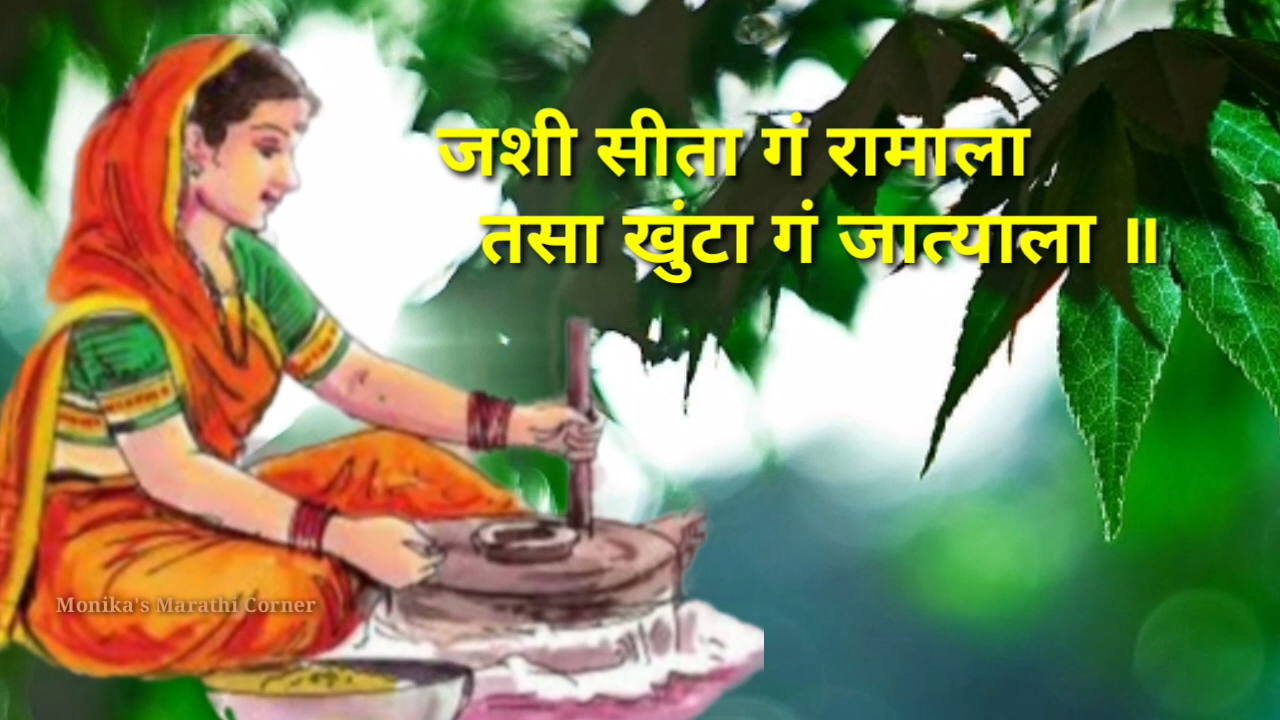 जशी सीता गं रामाला
तसा खुंटा गं जात्याला ॥
Monika's Marathi Corner